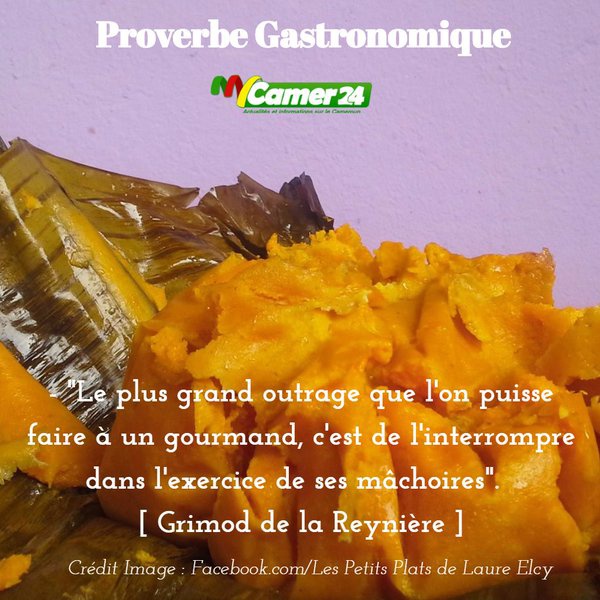 Proverbe Gastronomique
MyCamer24
Actualités et Informations sur le Cameroun
"Le plus grand outrage que l'on puisse
faire à un gourmand, c'est de l'interrompre
dans l'exercice de ses mâchoires".
[ Grimod de la Reynière ]
Crédit Image : Facebook.com/Les Petits Plats de Laure Elcy